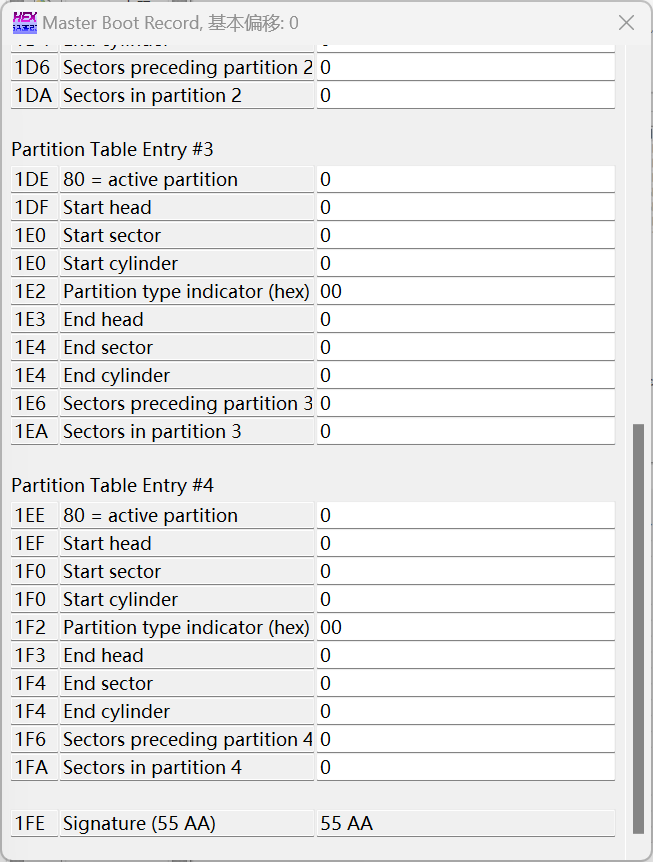 HEX
Master Boot Record, 基本偏移: 0
1D6 Sectors preceding partition 2 0
1DA Sectors in partition 2 0
Partition Table Entry #3
1DE 80 = active partition 0
1DF Start head 0
1E0 Start sector 0
1E0 Start cylinder 0
1E2 Partition type indicator (hex) 00
1E3 End head 0
1E4 End sector 0
1E4 End cylinder 0
1E6 Sectors preceding partition 3 0
1EA Sectors in partition 3 0
Partition Table Entry #4
1EE 80 = active partition 0
1EF Start head 0
1F0 Start sector 0
1F0 Start cylinder 0
1F2 Partition type indicator (hex) 00
1F3 End head 0
1F4 End sector 0
1F4 End cylinder 0
1F6 Sectors preceding partition 4 0
1FA Sectors in partition 4 0
1FE Signature (55 AA) 55 AA